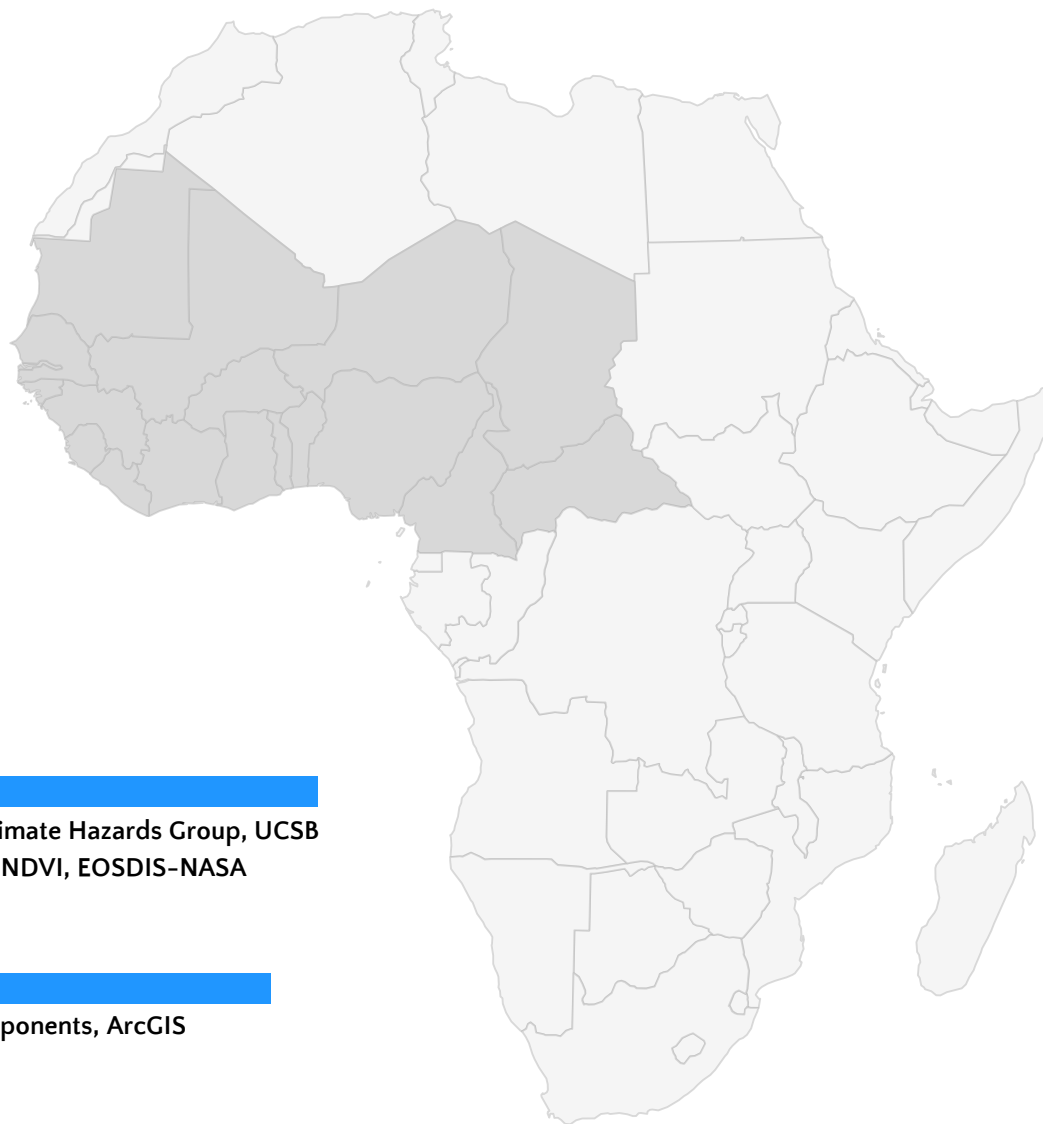 imate Hazards Group, UCSB
NDVI, EOSDIS-NASA
ponents, ArcGIS